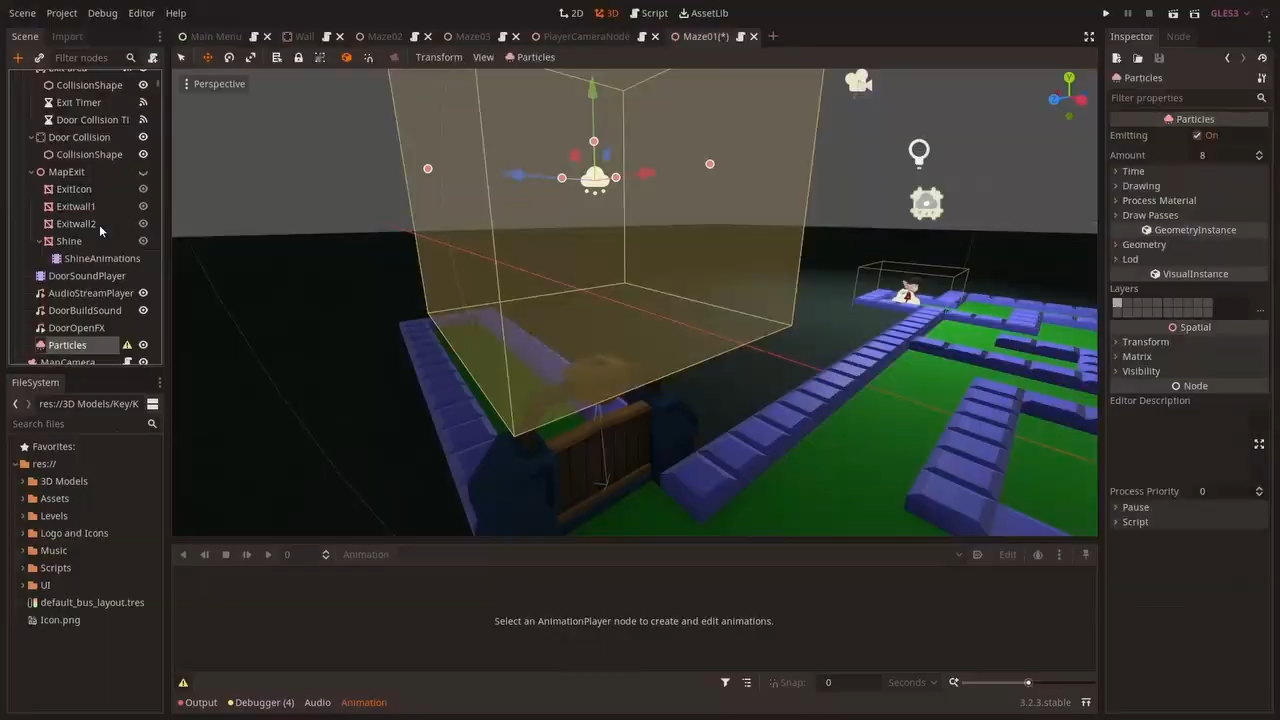 Scene Project Debug Editor Help
2D 3D Script AssetLib
GLES3
Scene Import
Main Menu Wall Maze02 Maze03 PlayerCameraNode Maze01(*)
Inspector Node
Filter nodes
Transform View Particles
Perspective
CollisionShape
Exit Timer
Door Collision Ti
Door Collision
CollisionShape
MapExit
ExitIcon
Exitwall1
Exitwall2
Shine
ShineAnimations
DoorSoundPlayer
AudioStreamPlayer
DoorBuildSound
DoorOpenFX
Particles
MapCamera
Y
Z
FileSystem
res://3D Models/Key/K
Search files
Favorites:
res://
3D Models
Assets
Levels
Logo and Icons
Music
Scripts
UI
default_bus_layout.tres
Icon.png
0 Animation Edit
Select an AnimationPlayer node to create and edit animations.
Snap: 0 Seconds
Output Debugger (4) Audio Animation 3.2.3.stable
Particles
Filter properties
Particles
Emitting On
Amount 8
Time
Drawing
Process Material
Draw Passes
GeometryInstance
Geometry
Lod
VisualInstance
Layers
...
Spatial
Transform
Matrix
Visibility
Node
Editor Description
Process Priority 0
Pause
Script